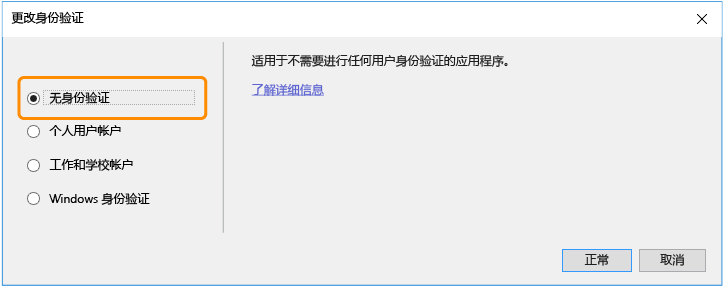 更改身份验证
适用于不需要进行任何用户身份验证的应用程序。
了解详细信息
无身份验证
个人用户帐户
工作和学校帐户
Windows 身份验证
正常
取消